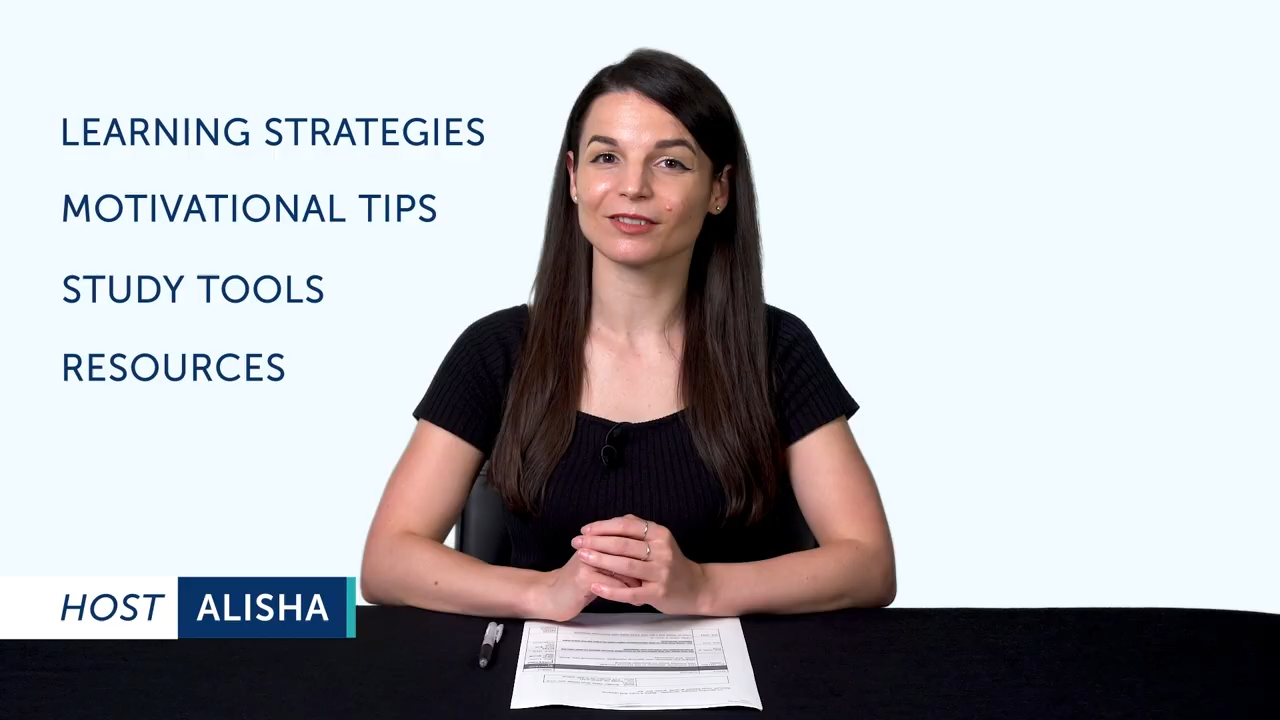 LEARNING STRATEGIES
MOTIVATIONAL TIPS
STUDY TOOLS
RESOURCES
HOST ALISHA